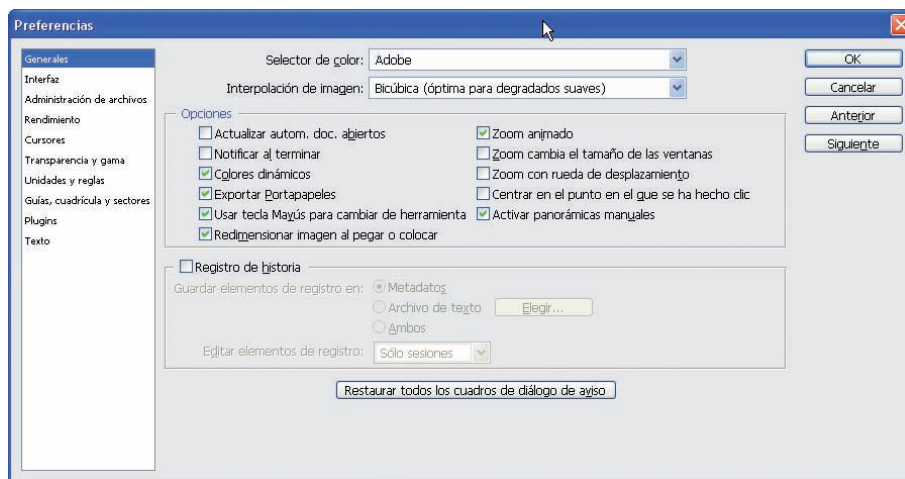 Preferencias
Generales
Interfaz
Administración de archivos
Rendimiento
Cursores
Transparencia y gama
Unidades y reglas
Guías, cuadrícula y sectores
Plugins
Texto
Selector de color: Adobe
Interpolación de imagen: Bicúbica (óptima para degradados suaves)
Opciones
Actualizar autom. doc. abiertos
Notificar al terminar
Colores dinámicos
Exportar Portapapeles
Usar tecla Mayús para cambiar de herramienta
Redimensionar imagen al pegar o colocar
Zoom animado
Zoom cambia el tamaño de las ventanas
Zoom con rueda de desplazamiento
Centrar en el punto en el que se ha hecho clic
Activar panorámicas manuales
Registro de historia
Guardar elementos de registro en: Metadatos
Archivo de texto Elegir...
Ambos
Editar elementos de registro: Sólo sesiones
Restaurar todos los cuadros de diálogo de aviso
OK
Cancelar
Anterior
Siguiente